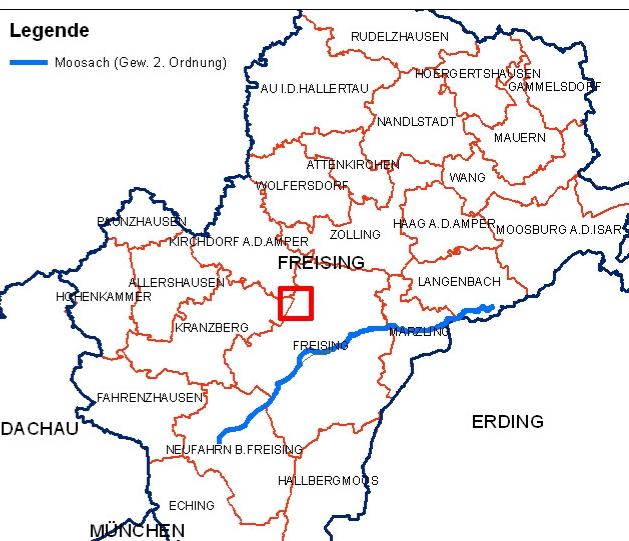 Legende
Moosach (Gew. 2. Ordnung)
RUDELZHAUSEN
HOERGERTSHAUSEN
GAMMELSDORF
AU I.D.HALLERTAU
NANDLSTADT
MAUERN
ATTENKIRCHEN
WANG
WOLFERSDORF
PAUNZHAUSEN
HAAG A.D.AMPER
MOOSBURG A.D.ISAR
ZOLLING
KIRCHDORF A.D.AMPER
FREISING
ALLERSHAUSEN
LANGENBACH
HOHENKAMMER
KRANZBERG
MARZLING
FREISING
FAHRENZHAUSEN
ERDING
DACHAU
NEUFAHRN B.FREISING
HALLBERGMOOS
ECHING
MÜNCHEN